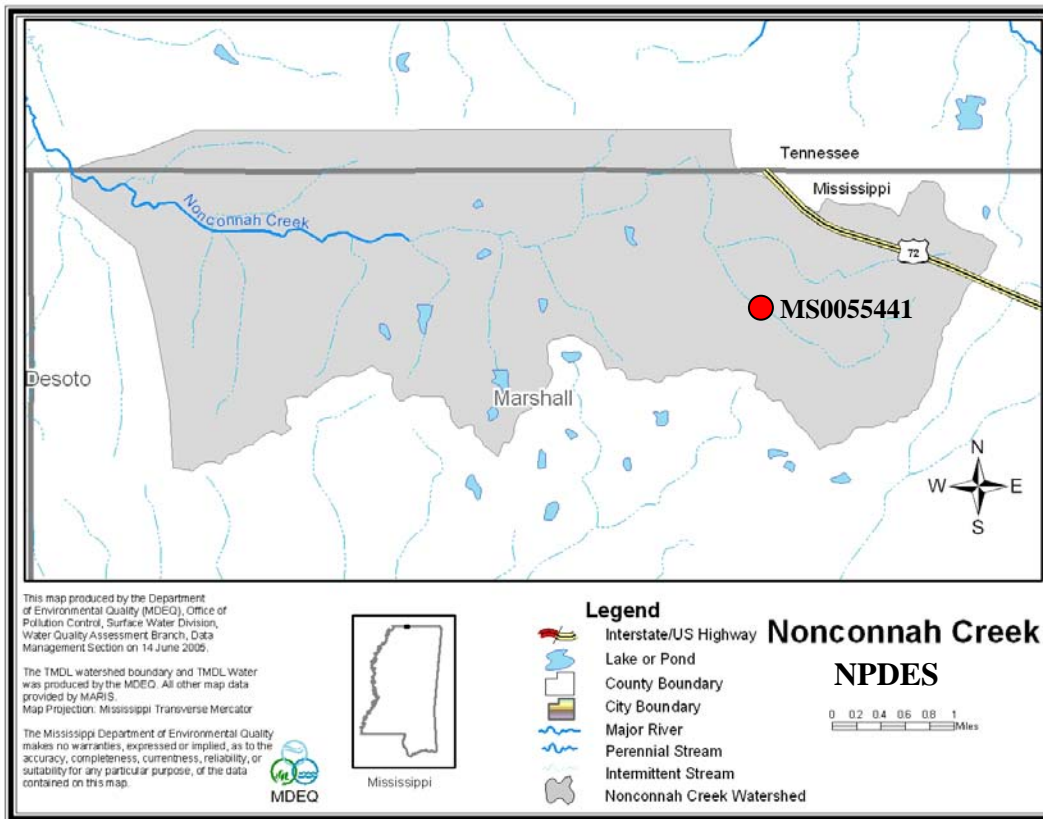 Tennessee
Mississippi
Nonconnah Creek
72
MS0055441
Desoto
Marshall
N
W E
S
This map produced by the Department
of Environmental Quality (MDEQ), Office of
Pollution Control, Surface Water Division,
Water Quality Assessment Branch, Data
Management Section on 14 June 2005.
The TMDL watershed boundary and TMDL Water
was produced by the MDEQ. All other map data
provided by MARIS.
Map Projection: Mississippi Transverse Mercator
The Mississippi Department of Environmental Quality
makes no warranties, expressed or implied, as to the
accuracy, completeness, currentness, reliability, or
suitability for any particular purpose, of the data
contained on this map.
MDEQ
Mississippi
Legend
Interstate/US Highway
Lake or Pond
County Boundary
City Boundary
Major River
Perennial Stream
Intermittent Stream
Nonconnah Creek Watershed
Nonconnah Creek
NPDES
0 0.2 0.4 0.6 0.8 1
Miles